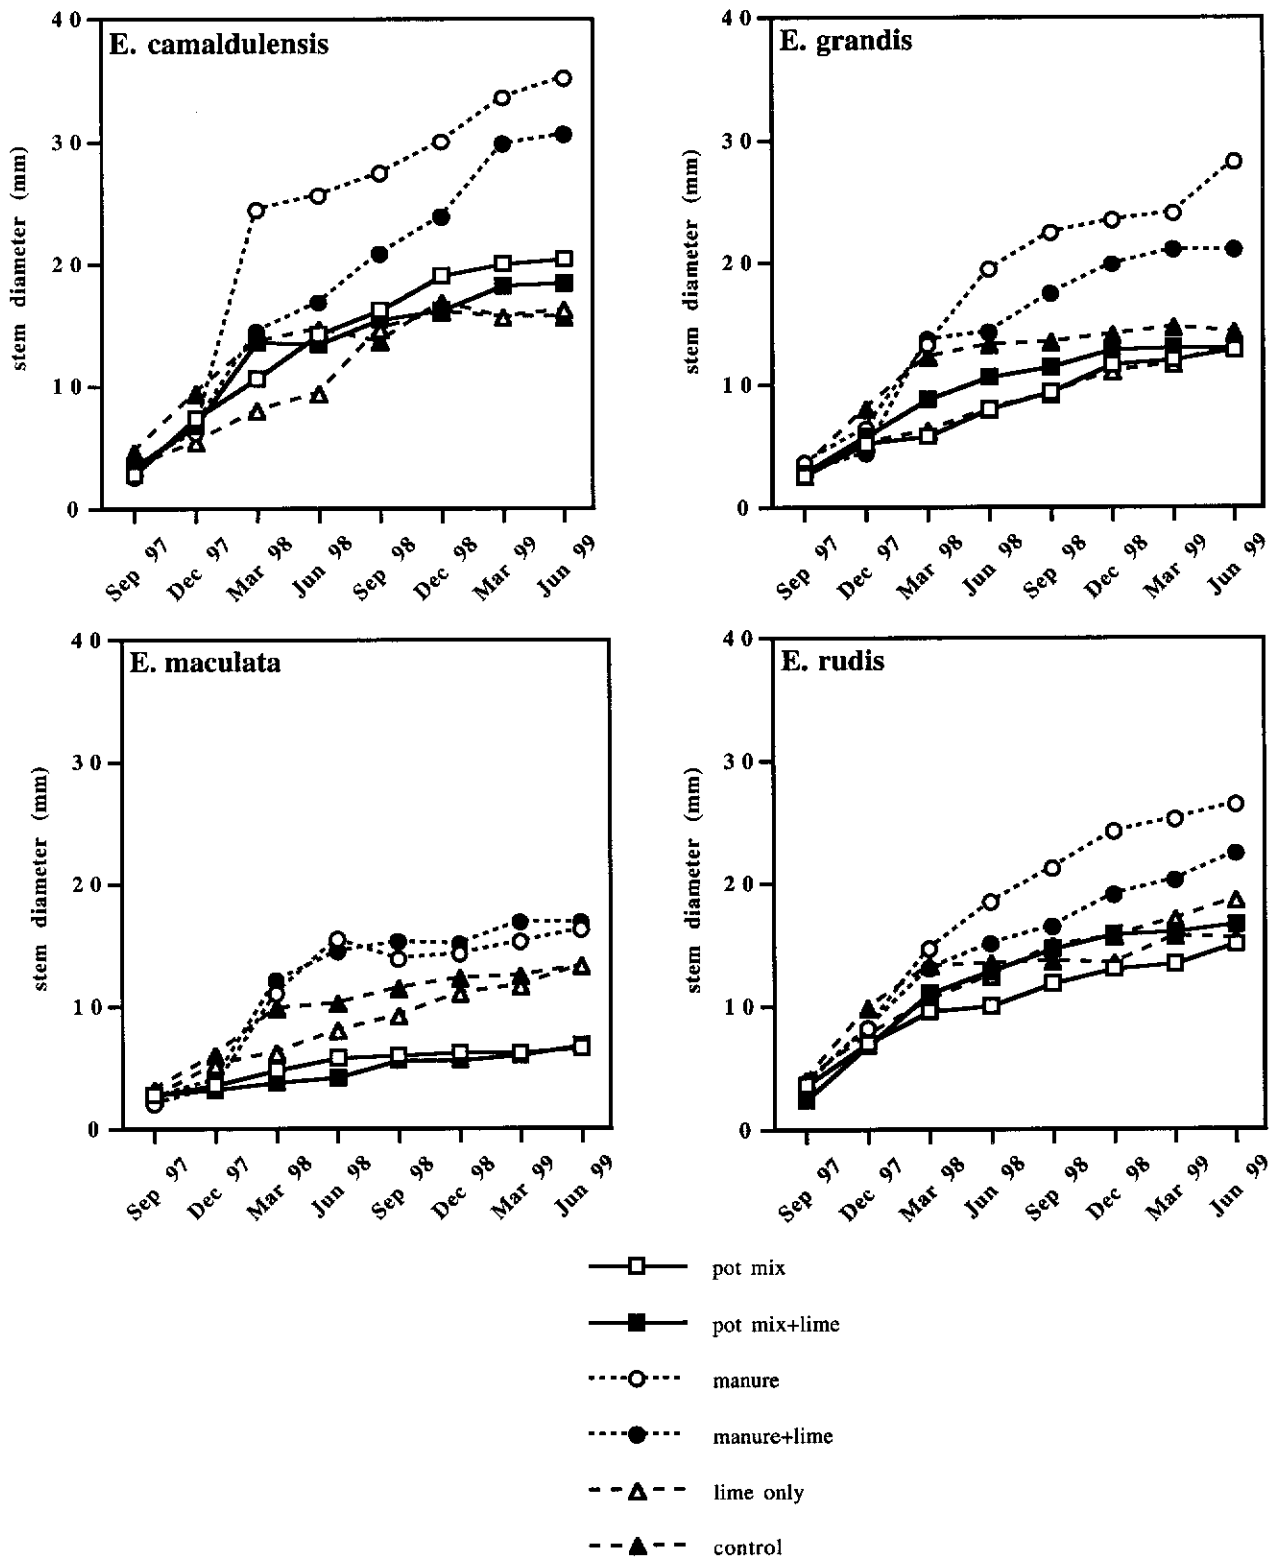 E. camaldulensis
40
30
20
10
0
stem diameter (mm)
Sep 97
Dec 97
Mar 98
Jun 98
Sep 98
Dec 98
Mar 99
Jun 99
E. grandis
40
30
20
10
0
stem diameter (mm)
Sep 97
Dec 97
Mar 98
Jun 98
Sep 98
Dec 98
Mar 99
Jun 99
E. maculata
40
30
20
10
0
stem diameter (mm)
Sep 97
Dec 97
Mar 98
Jun 98
Sep 98
Dec 98
Mar 99
Jun 99
E. rudis
40
30
20
10
0
stem diameter (mm)
Sep 97
Dec 97
Mar 98
Jun 98
Sep 98
Dec 98
Mar 99
Jun 99
pot mix
pot mix+lime
manure
manure+lime
lime only
control